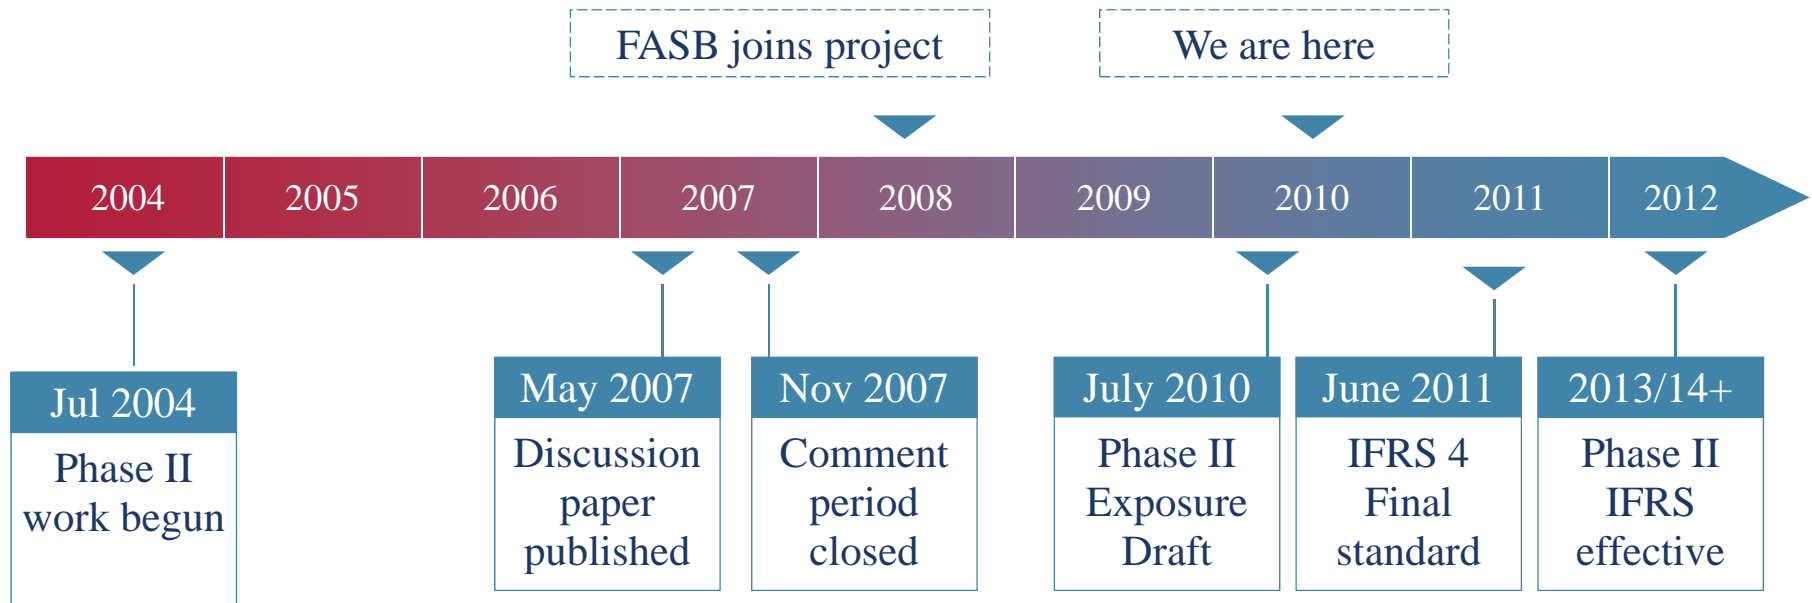 FASB joins project
We are here
2004
2005
2006
2007
2008
2009
2010
2011
2012
Jul 2004
Phase II
work begun
May 2007
Discussion
paper
published
Nov 2007
Comment
period
closed
July 2010
Phase II
Exposure
Draft
June 2011
IFRS 4
Final
standard
2013/14+
Phase II
IFRS
effective